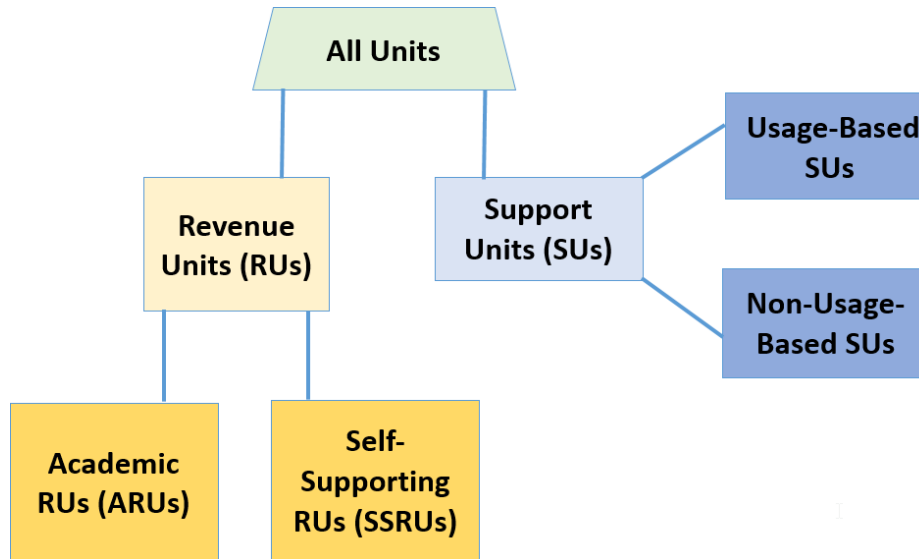 All Units
Revenue
Units (RUs)
Support
Units (SUs)
Usage-Based
SUs
Non-Usage-
Based SUs
Academic
RUs (ARUs)
Self-
Supporting
RUs (SSRUs)